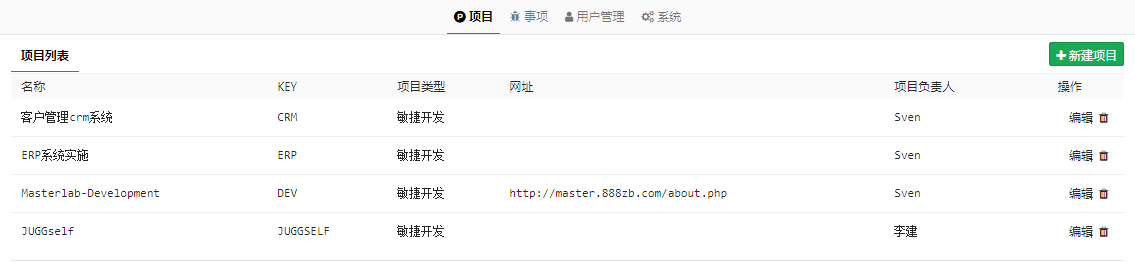 项目 事项 用户管理 系统
项目列表 新建项目
名称 KEY 项目类型 网址 项目负责人 操作
客户管理crm系统 CRM 敏捷开发 Sven 编辑
ERP系统实施 ERP 敏捷开发 Sven 编辑
Masterlab-Development DEV 敏捷开发 http://master.888zb.com/about.php Sven 编辑
JUGGself JUGGSELF 敏捷开发 李建 编辑